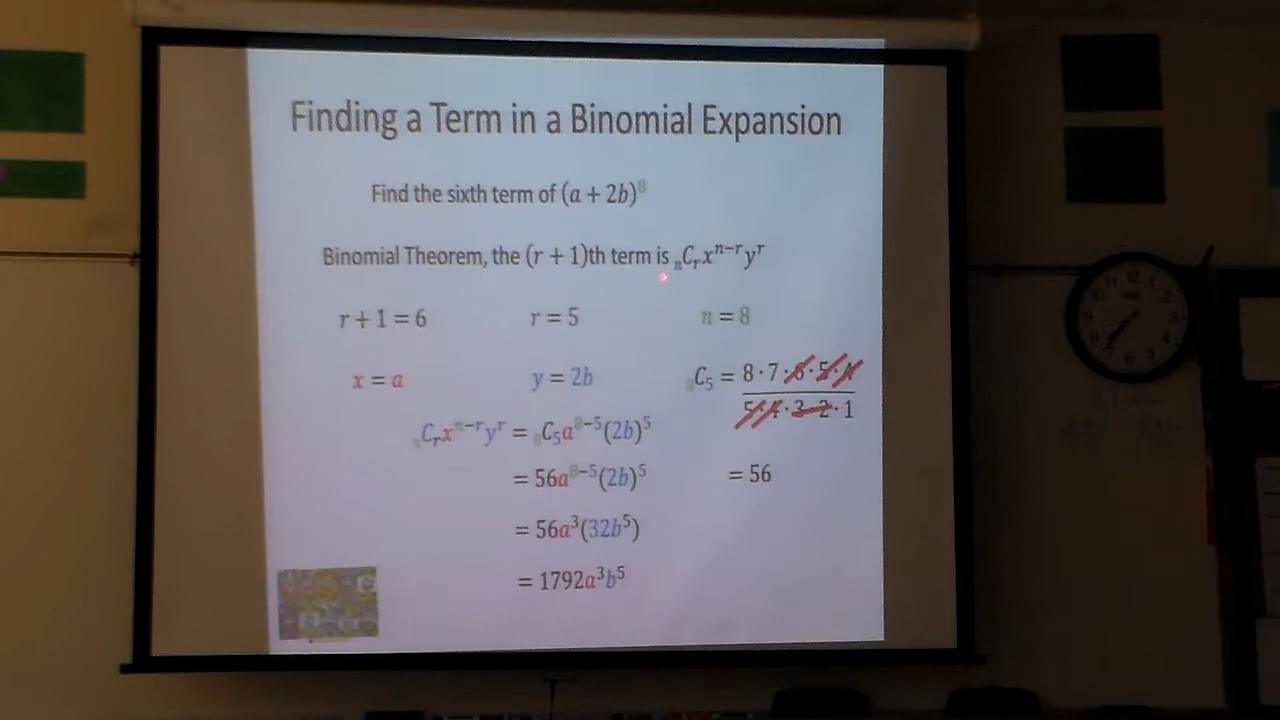 Finding a Term in a Binomial Expansion
Find the sixth term of (a + 2b)⁸
Binomial Theorem, the (r + 1)th term is ₙCᵣxⁿ⁻ʳyʳ
r + 1 = 6 r = 5 n = 8
x = a y = 2b ₈C₅ = 8·7·6·5·4
5·4·3·2·1
ₙCᵣxⁿ⁻ʳyʳ = ₈C₅a⁸⁻⁵(2b)⁵
= 56a⁸⁻⁵(2b)⁵ = 56
= 56a³(32b⁵)
= 1792a³b⁵